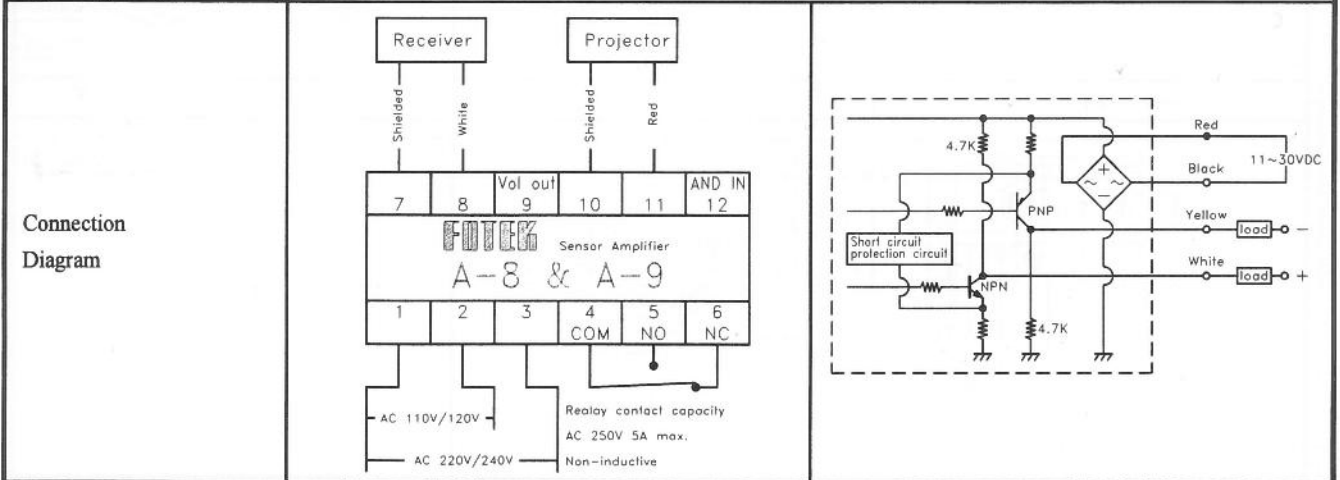 Connection
Diagram
Receiver
Projector
Shielded
White
Shielded
Red
7
8
Vol out
9
10
11
AND IN
12
FOTEK
Sensor Amplifier
A-8 & A-9
1
2
3
4
COM
5
NO
6
NC
AC 110V/120V
AC 220V/240V
Realay contact capacity
AC 250V 5A max.
Non-inductive
4.7K
PNP
Short circuit
protection circuit
NPN
4.7K
Red
11~30VDC
Black
Yellow
load
−
White
load
+
+
~ ~
−